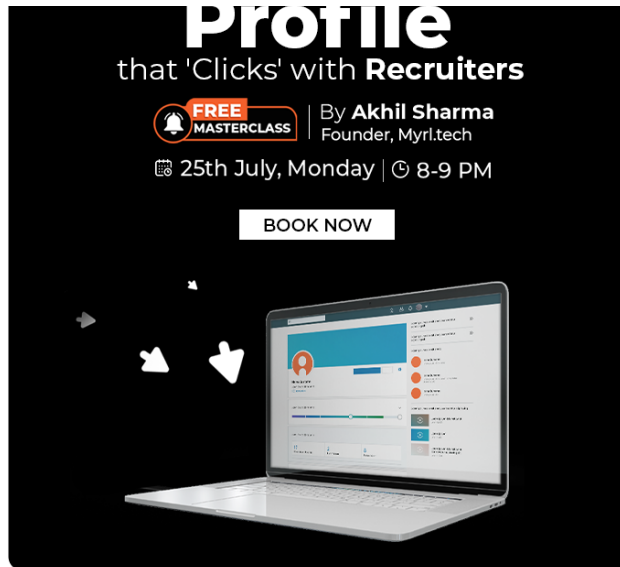 Profile
that 'Clicks' with Recruiters
FREE
MASTERCLASS
By Akhil Sharma
Founder, Myrl.tech
25th July, Monday | 8-9 PM
BOOK NOW